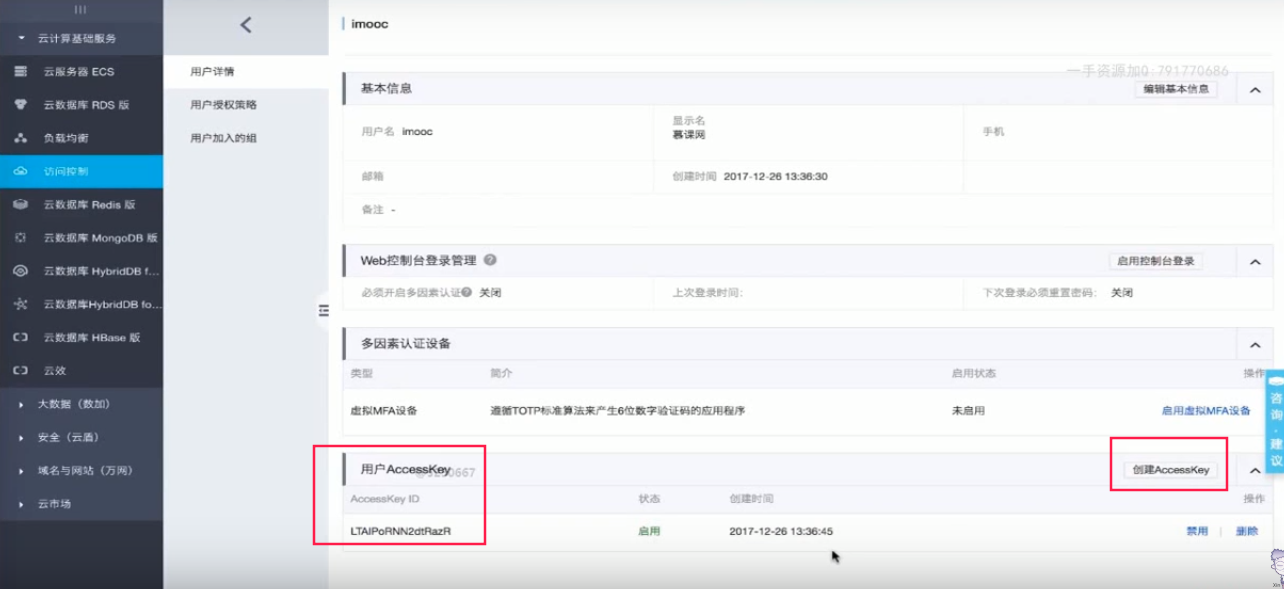 imooc
云计算基础服务
云服务器 ECS
云数据库 RDS 版
负载均衡
访问控制
云数据库 Redis 版
云数据库 MongoDB 版
云数据库 HybridDB f...
云数据库HybridDB fo...
云数据库 HBase 版
云效
大数据（数加）
安全（云盾）
域名与网站（万网）
云市场
用户详情
用户授权策略
用户加入的组
一手资源加Q:791770686
基本信息
编辑基本信息
用户名 imooc
显示名
慕课网
手机
邮箱
创建时间 2017-12-26 13:36:30
备注 -
Web控制台登录管理
启用控制台登录
必须开启多因素认证 关闭
上次登录时间:
下次登录必须重置密码: 关闭
多因素认证设备
类型 简介 启用状态 操作
虚拟MFA设备 遵循TOTP标准算法来产生6位数字验证码的应用程序 未启用 启用虚拟MFA设备
用户AccessKey
创建AccessKey
AccessKey ID 状态 创建时间 操作
LTAIPoRNN2dtRazR 启用 2017-12-26 13:36:45 禁用 | 删除
咨询·建议